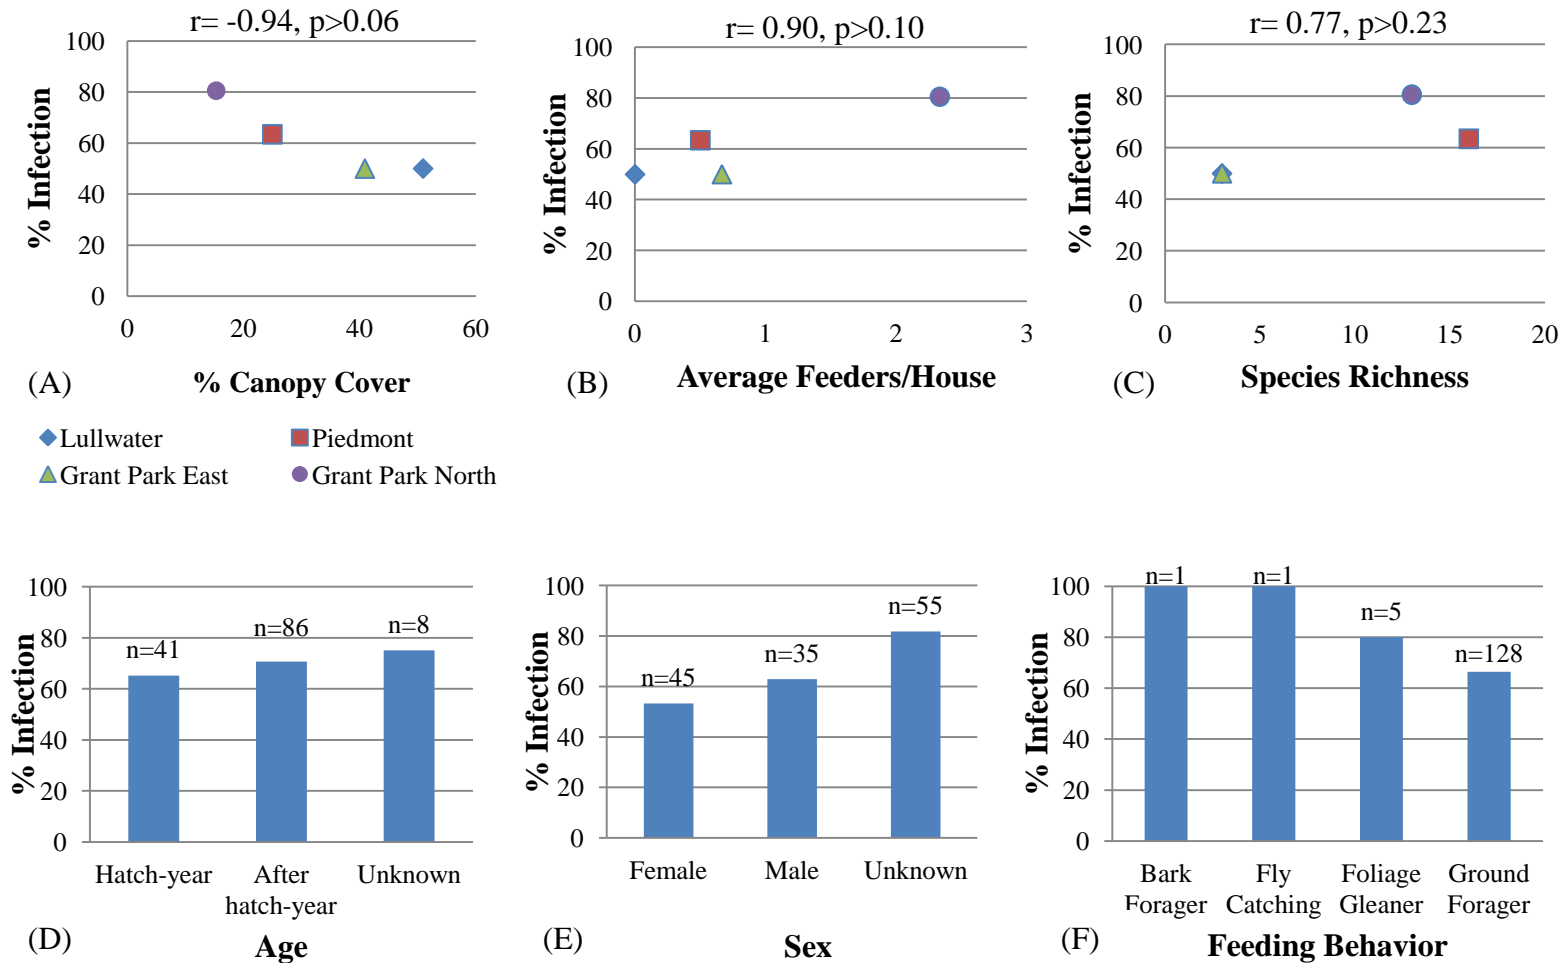 r= -0.94, p>0.06
100
80
60
40
20
0
0 20 40 60
% Infection
(A) % Canopy Cover
r= 0.90, p>0.10
100
80
60
40
20
0
0 1 2 3
% Infection
(B) Average Feeders/House
r= 0.77, p>0.23
100
80
60
40
20
0
0 5 10 15 20
% Infection
(C) Species Richness
Lullwater Piedmont
Grant Park East Grant Park North
100
80
60
40
20
0
% Infection
n=41 n=86 n=8
Hatch-year After hatch-year Unknown
(D) Age
100
80
60
40
20
0
% Infection
n=45 n=35 n=55
Female Male Unknown
(E) Sex
100
80
60
40
20
0
% Infection
n=1 n=1 n=5 n=128
Bark Fly Foliage Ground
Forager Catching Gleaner Forager
(F) Feeding Behavior